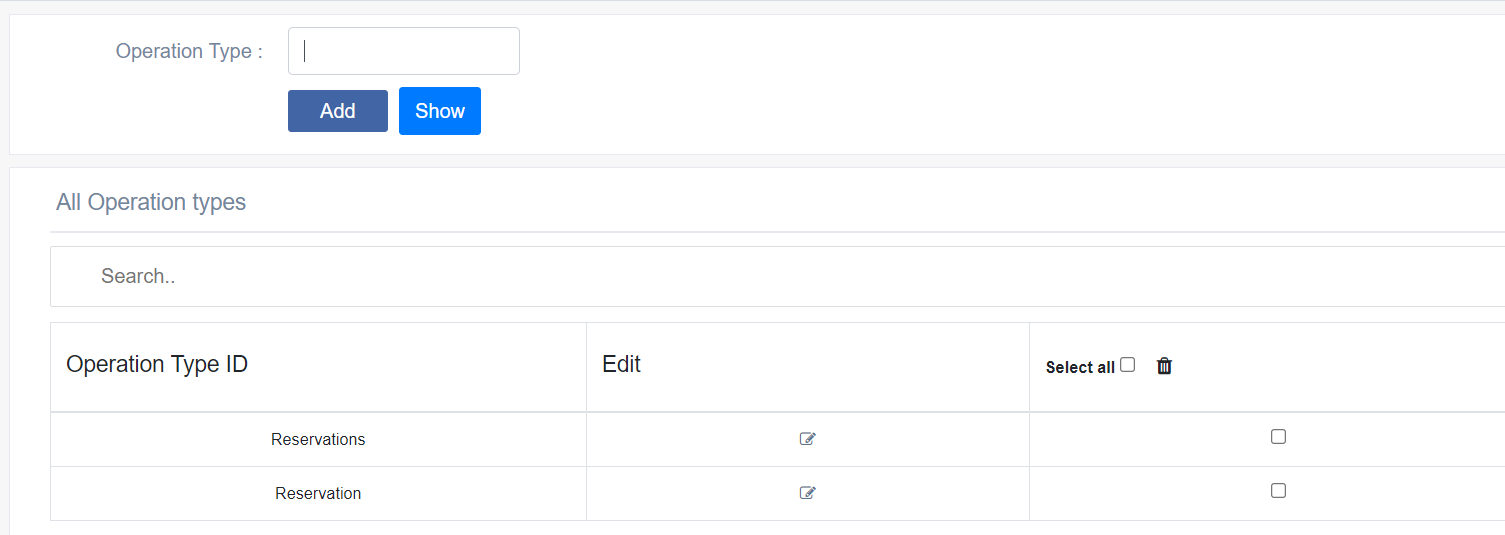 Operation Type :
Add Show
All Operation types
Search..
Operation Type ID Edit Select all
Reservations
Reservation